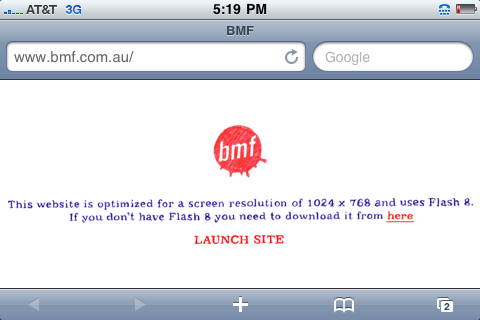 AT&T 3G 5:19 PM
BMF
www.bmf.com.au/ Google
bmf
This website is optimized for a screen resolution of 1024 x 768 and uses Flash 8.
If you don't have Flash 8 you need to download it from here
LAUNCH SITE
2